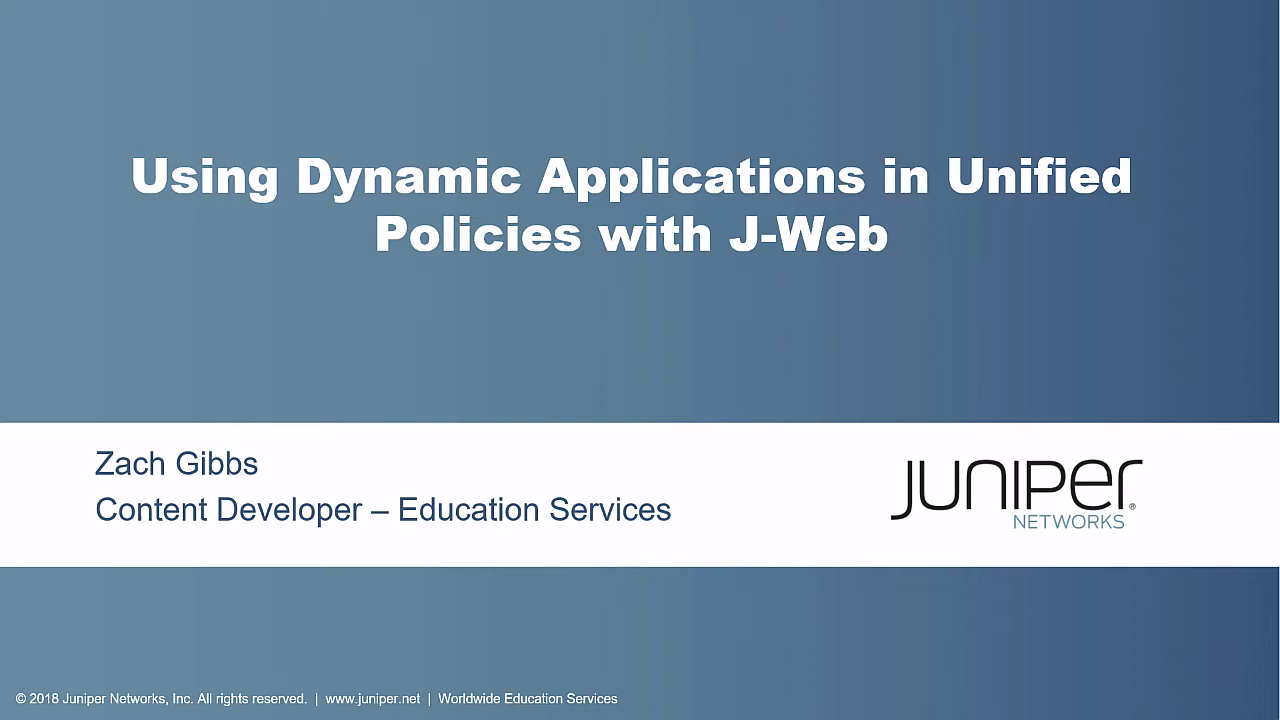 Using Dynamic Applications in Unified
Policies with J-Web
Zach Gibbs
Content Developer – Education Services
JUNIPER®
NETWORKS
© 2018 Juniper Networks, Inc. All rights reserved. | www.juniper.net | Worldwide Education Services